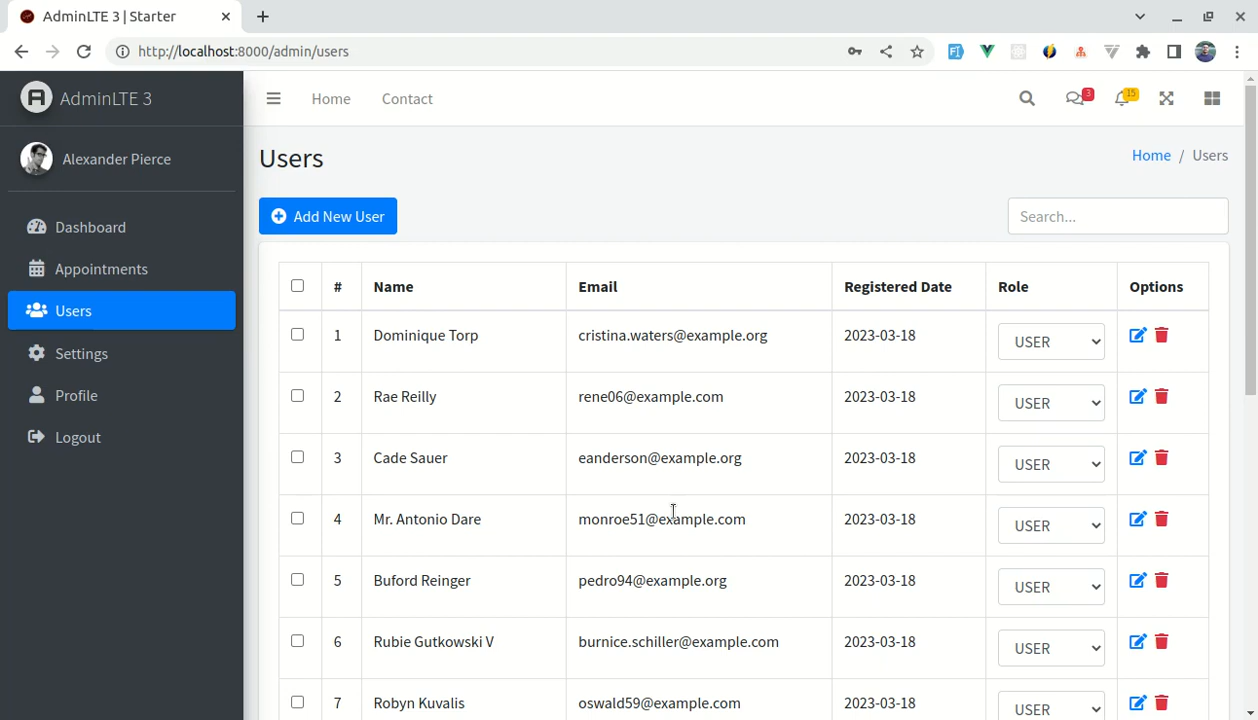 AdminLTE 3 | Starter
http://localhost:8000/admin/users
AdminLTE 3
Home
Contact
3
15
Alexander Pierce
Users
Home / Users
Dashboard
Appointments
Users
Settings
Profile
Logout
Add New User
Search...
# Name Email Registered Date Role Options
1 Dominique Torp cristina.waters@example.org 2023-03-18 USER
2 Rae Reilly rene06@example.com 2023-03-18 USER
3 Cade Sauer eanderson@example.org 2023-03-18 USER
4 Mr. Antonio Dare monroe51@example.com 2023-03-18 USER
5 Buford Reinger pedro94@example.org 2023-03-18 USER
6 Rubie Gutkowski V burnice.schiller@example.com 2023-03-18 USER
7 Robyn Kuvalis oswald59@example.com 2023-03-18 USER